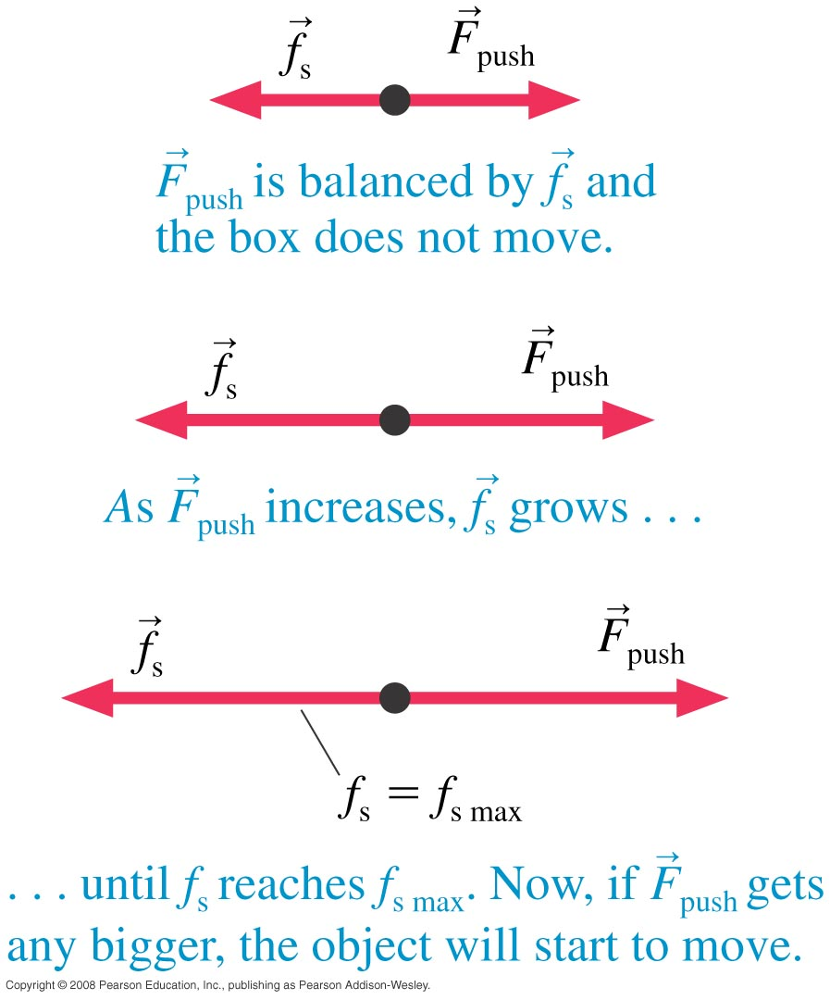 f⃗s F⃗push
F⃗push is balanced by f⃗s and
the box does not move.
f⃗s F⃗push
As F⃗push increases, f⃗s grows . . .
f⃗s F⃗push
fs = fs max
. . . until fs reaches fs max. Now, if F⃗push gets
any bigger, the object will start to move.
Copyright © 2008 Pearson Education, Inc., publishing as Pearson Addison-Wesley.